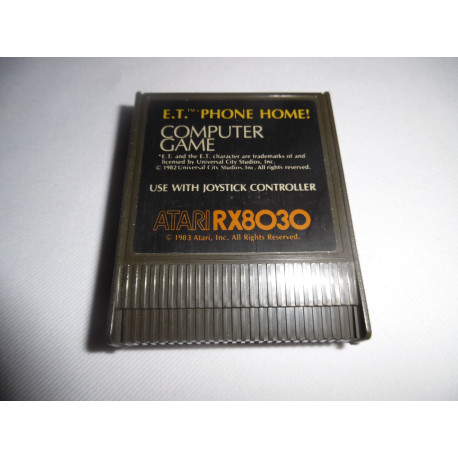 E.T.™ PHONE HOME!
COMPUTER
GAME
*E.T. and the E.T. character are trademarks of and
licensed by Universal City Studios, Inc.
© 1982 Universal City Studios, Inc. All rights reserved.
USE WITH JOYSTICK CONTROLLER
ATARI RX8030
© 1983 Atari, Inc. All Rights Reserved.